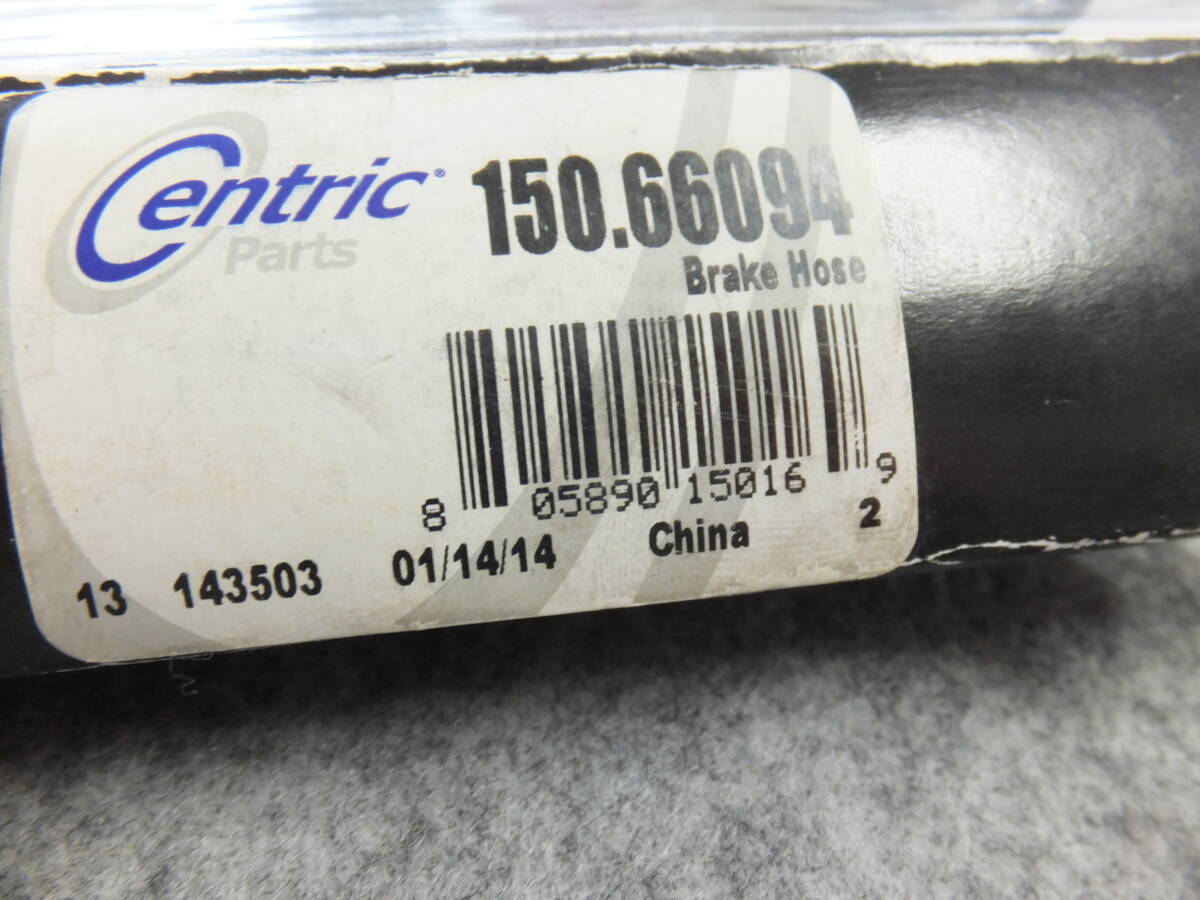 Centric® 150.66094
Parts
Brake Hose
8 05890 15016 9
13 143503 01/14/14 China 2